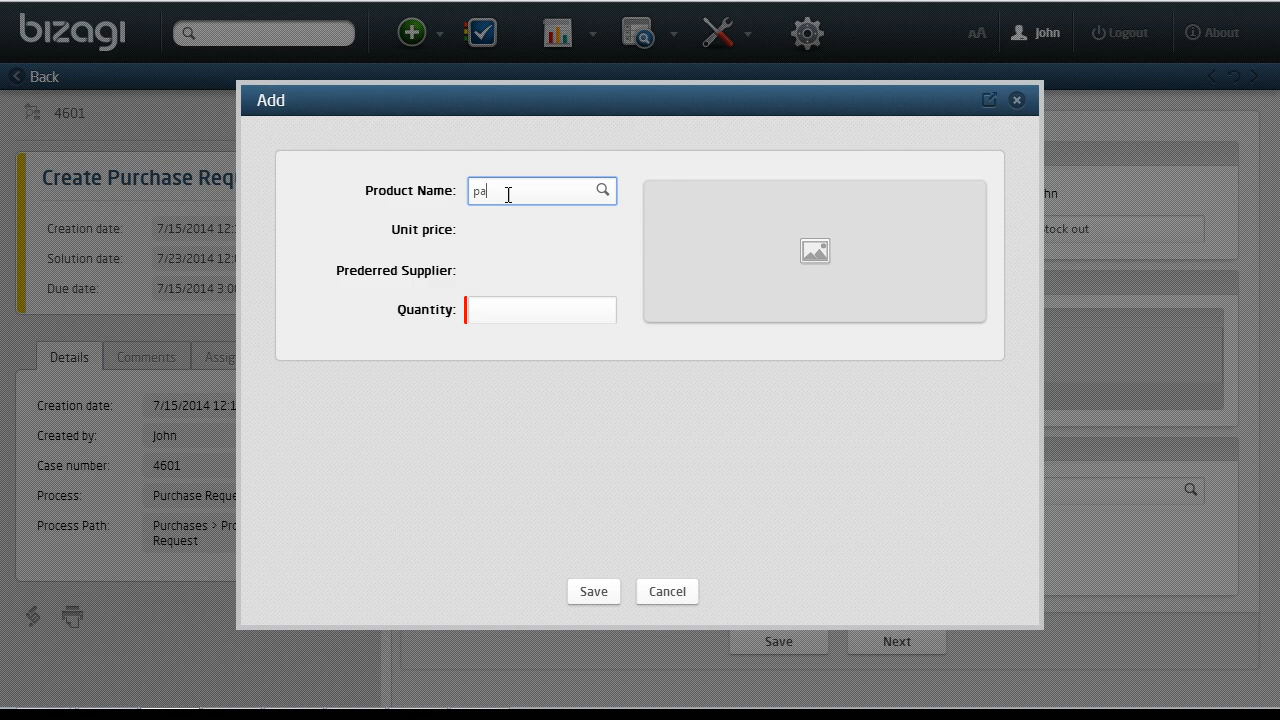 bizagi
AA
John
Logout
About
Back
4601
Create Purchase Req
Creation date: 7/15/2014 12:
Solution date: 7/23/2014 12:
Due date: 7/15/2014 3:0
Details Comments Assig
Creation date: 7/15/2014 12:1
Created by: John
Case number: 4601
Process: Purchase Reque
Process Path: Purchases > Pro
Request
Add
Product Name: pa
Unit price:
Prederred Supplier:
Quantity:
Save Cancel
hn
tock out
Save Next